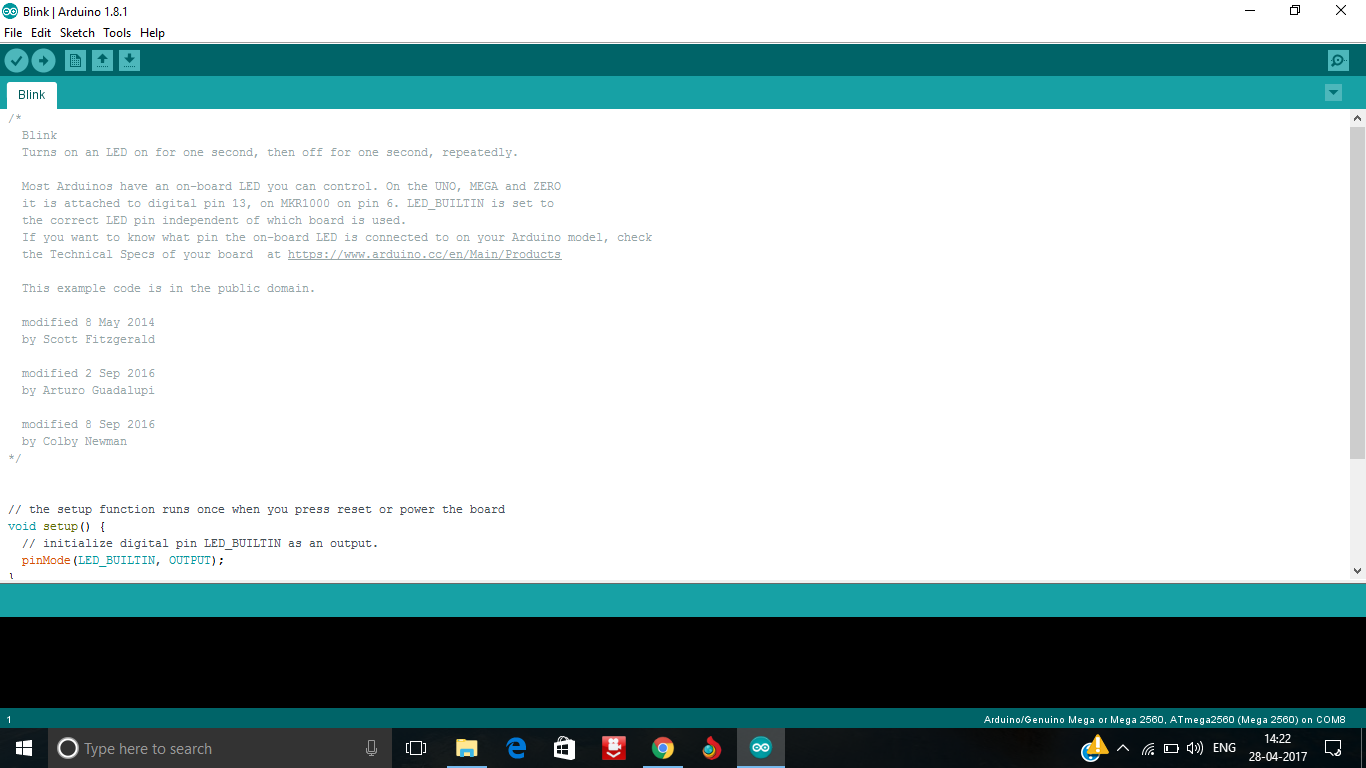 Blink | Arduino 1.8.1
File Edit Sketch Tools Help
Blink
/*
Blink
Turns on an LED on for one second, then off for one second, repeatedly.
Most Arduinos have an on-board LED you can control. On the UNO, MEGA and ZERO
it is attached to digital pin 13, on MKR1000 on pin 6. LED_BUILTIN is set to
the correct LED pin independent of which board is used.
If you want to know what pin the on-board LED is connected to on your Arduino model, check
the Technical Specs of your board  at https://www.arduino.cc/en/Main/Products
This example code is in the public domain.
modified 8 May 2014
by Scott Fitzgerald
modified 2 Sep 2016
by Arturo Guadalupi
modified 8 Sep 2016
by Colby Newman
*/
// the setup function runs once when you press reset or power the board
void setup() {
// initialize digital pin LED_BUILTIN as an output.
pinMode(LED_BUILTIN, OUTPUT);
}
1
Arduino/Genuino Mega or Mega 2560, ATmega2560 (Mega 2560) on COM8
Type here to search
ENG
14:22
28-04-2017